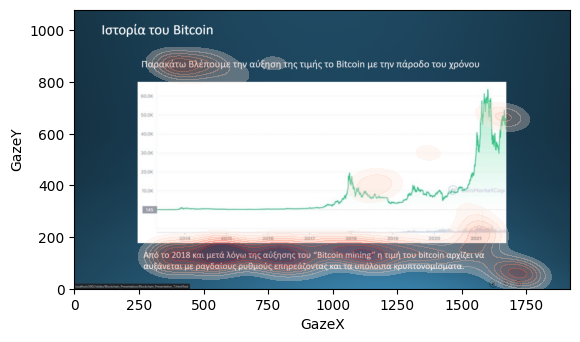 Ιστορία του Bitcoin
Παρακάτω Βλέπουμε την αύξηση της τιμής το Bitcoin με την πάροδο του χρόνου
Από το 2018 και μετά λόγω της αύξησης του "Bitcoin mining" η τιμή του bitcoin αρχίζει να
αυξάνεται με ραγδαίους ρυθμούς επηρεάζοντας και τα υπόλοιπα κρυπτονομίσματα.
GazeY
1000
800
600
400
200
0
0 250 500 750 1000 1250 1500 1750
GazeX